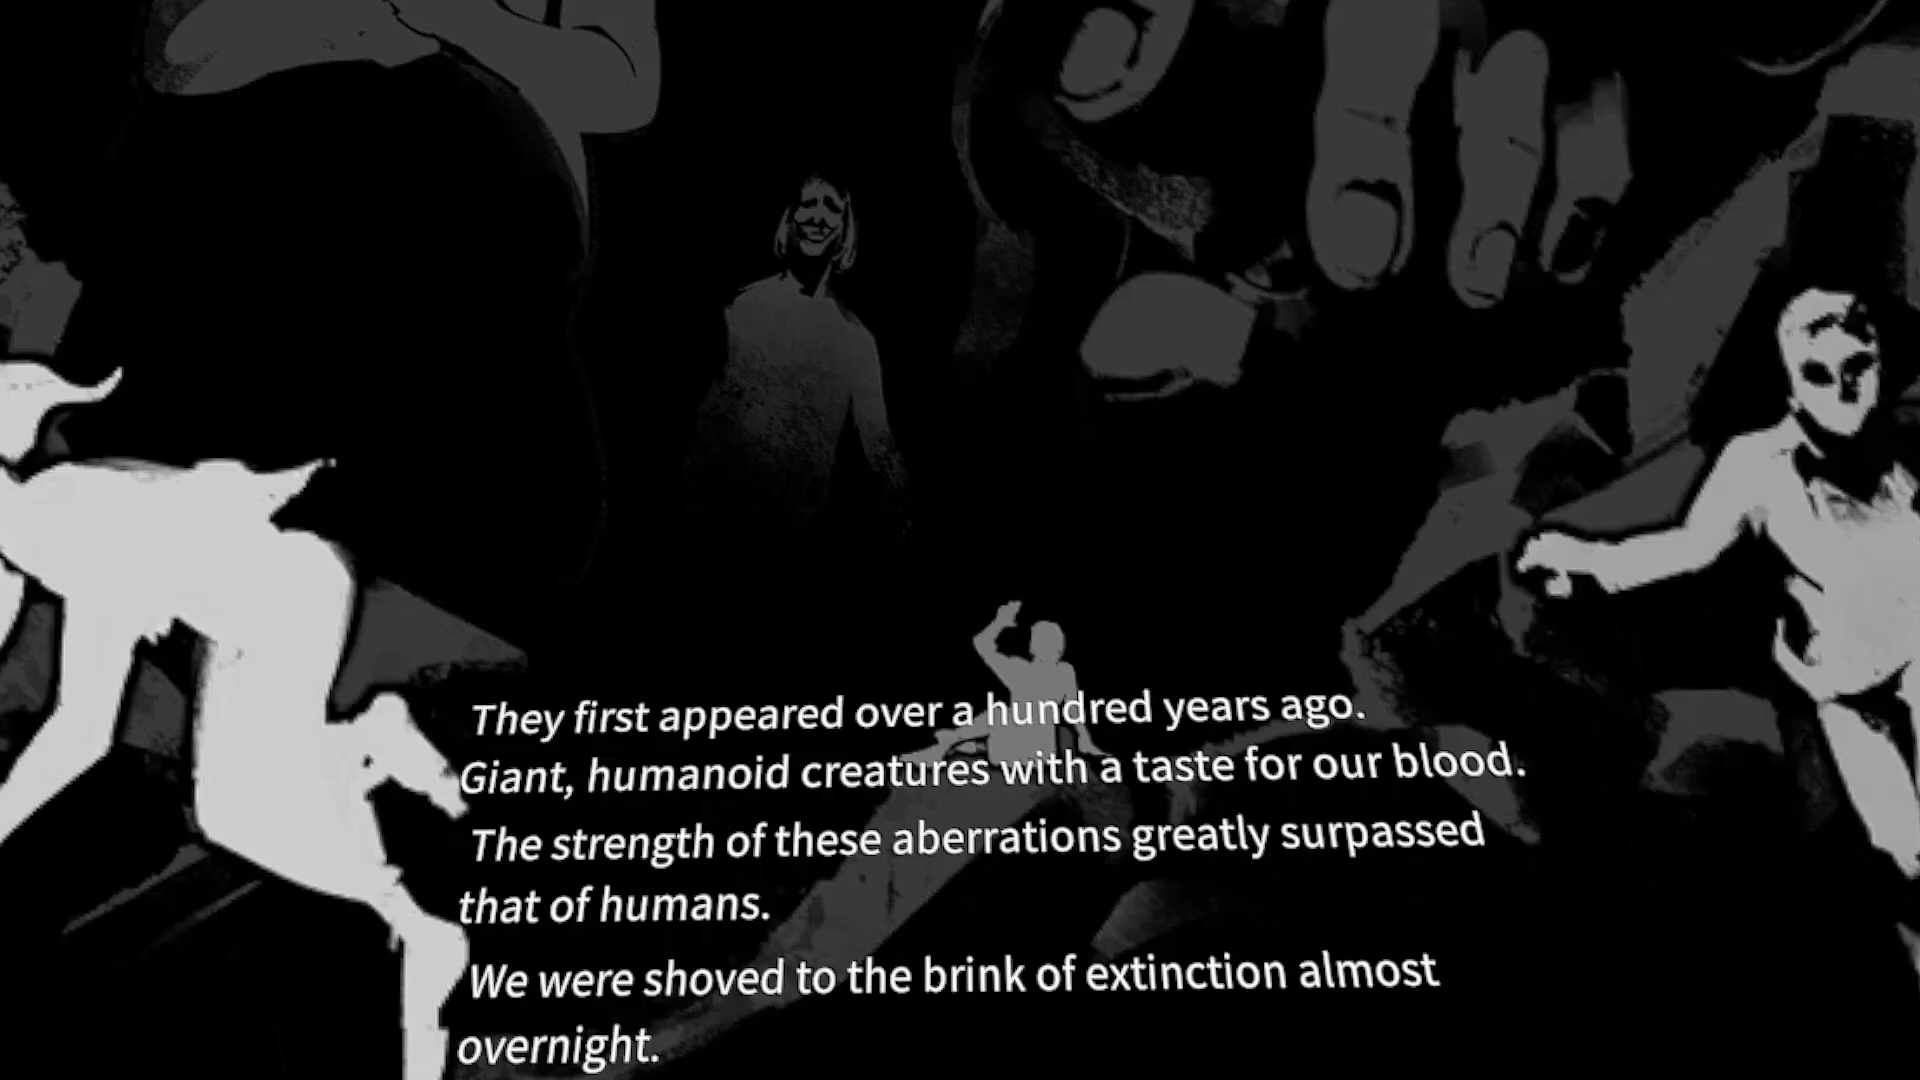 They first appeared over a hundred years ago.
Giant, humanoid creatures with a taste for our blood.
The strength of these aberrations greatly surpassed
that of humans.
We were shoved to the brink of extinction almost
overnight.